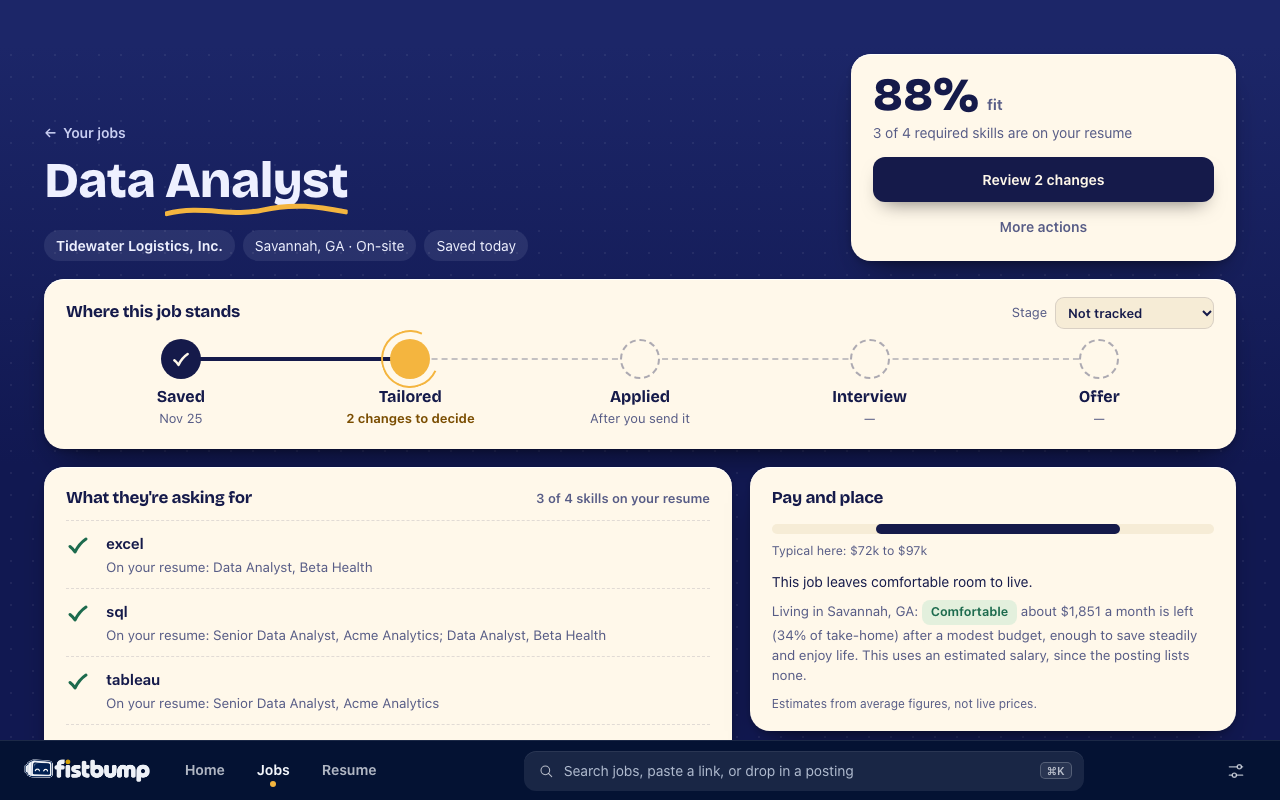 ← Your jobs
Data Analyst
Tidewater Logistics, Inc.
Savannah, GA · On-site
Saved today
88% fit
3 of 4 required skills are on your resume
Review 2 changes
More actions
Where this job stands
Stage
Not tracked
Saved
Nov 25
Tailored
2 changes to decide
Applied
After you send it
Interview
—
Offer
—
What they're asking for
3 of 4 skills on your resume
excel
On your resume: Data Analyst, Beta Health
sql
On your resume: Senior Data Analyst, Acme Analytics; Data Analyst, Beta Health
tableau
On your resume: Senior Data Analyst, Acme Analytics
Pay and place
Typical here: $72k to $97k
This job leaves comfortable room to live.
Living in Savannah, GA: Comfortable about $1,851 a month is left
(34% of take-home) after a modest budget, enough to save steadily
and enjoy life. This uses an estimated salary, since the posting lists
none.
Estimates from average figures, not live prices.
fistbump
Home
Jobs
Resume
Search jobs, paste a link, or drop in a posting
⌘K